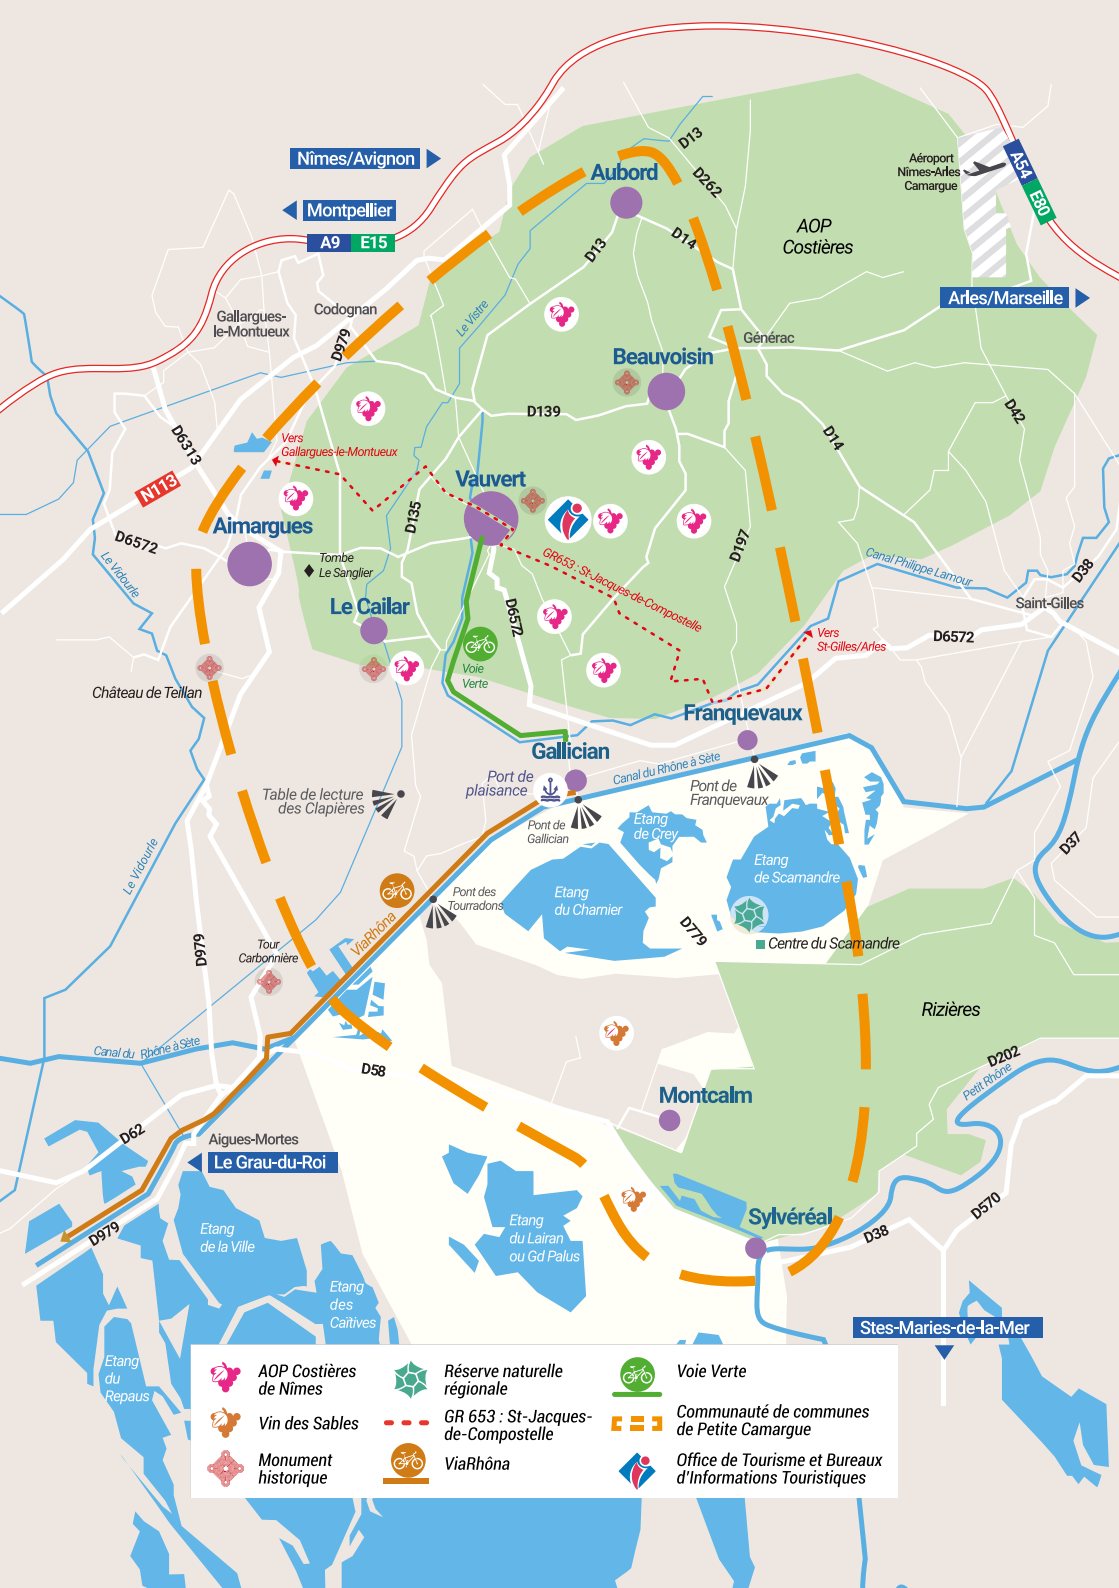 D13
Nîmes/Avignon
Aubord
Aéroport
Nîmes-Arles
Camargue
A54
E80
D262
Montpellier
A9
E15
D13
D14
AOP
Costières
Arles/Marseille
Le Vistre
Codognan
Gallargues-
le-Montueux
D979
Générac
Beauvoisin
D139
D42
D14
D6313
Vers
Gallargues-le-Montueux
Vauvert
N113
D135
Aimargues
D6572
Le Vidourle
Tombe
Le Sanglier
D197
GR653 : St-Jacques-de-Compostelle
Canal Philippe Lamour
D38
Saint-Gilles
Le Cailar
D6572
D6572
Vers
St-Gilles/Arles
Voie
Verte
Château de Teillan
Franquevaux
Gallician
Port de
plaisance
Canal du Rhône à Sète
Pont de
Franquevaux
Table de lecture
des Clapières
Pont de
Gallician
Etang
de Crey
D37
Le Vidourle
Etang
de Scamandre
Etang
du Charnier
Pont des
Tourradons
ViaRhôna
D779
Centre du Scamandre
D979
Tour
Carbonnière
Rizières
Canal du Rhône à Sète
D58
D202
Petit Rhône
Montcalm
D62
Aigues-Mortes
Le Grau-du-Roi
D979
Etang
de la Ville
Etang
du Lairan
ou Gd Palus
Sylvéréal
D38
D570
Etang
des
Caïtives
Stes-Maries-de-la-Mer
Etang
du
Repaus
AOP Costières
de Nîmes
Vin des Sables
Monument
historique
Réserve naturelle
régionale
GR 653 : St-Jacques-
de-Compostelle
ViaRhôna
Voie Verte
Communauté de communes
de Petite Camargue
Office de Tourisme et Bureaux
d'Informations Touristiques